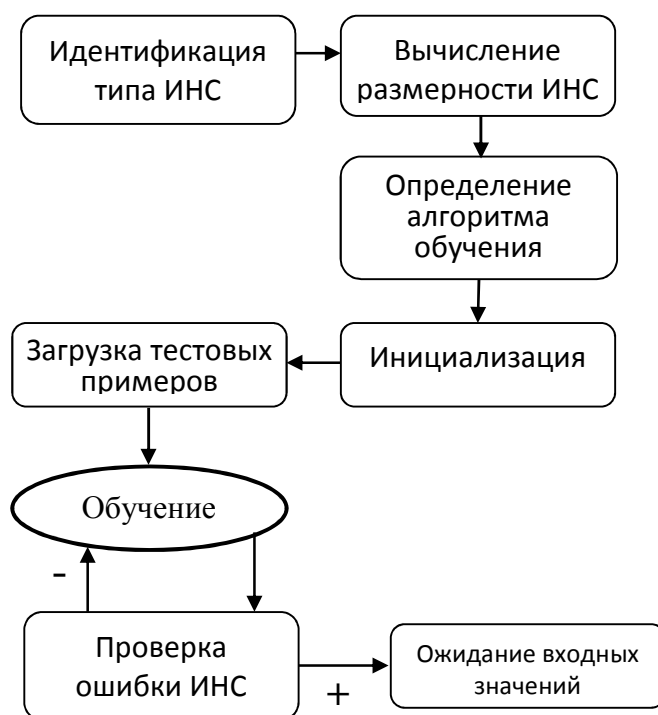 Идентификация
типа ИНС
Вычисление
размерности ИНС
Определение
алгоритма
обучения
Инициализация
Загрузка тестовых
примеров
Обучение
-
Проверка
ошибки ИНС
+
Ожидание входных
значений